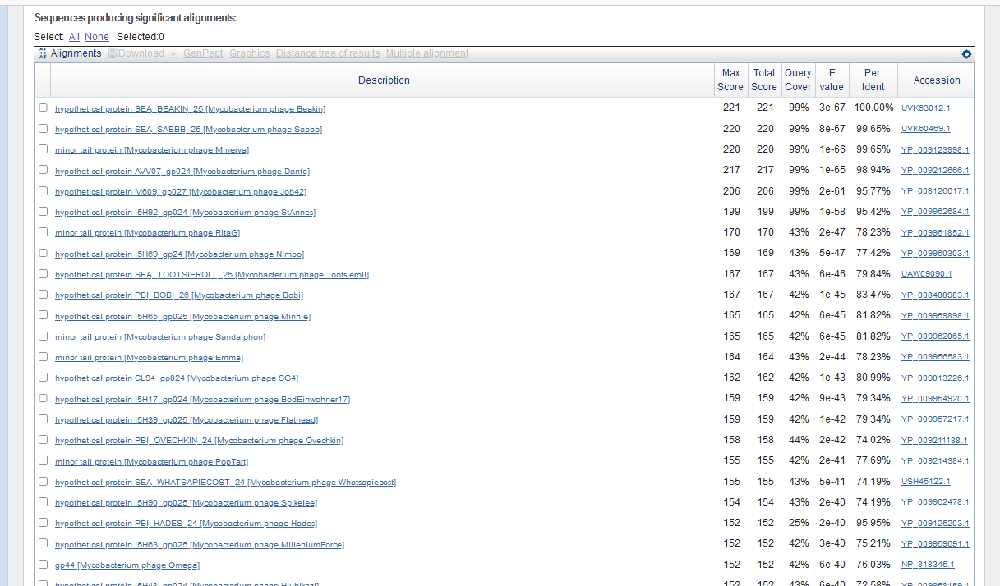 Sequences producing significant alignments:
Select: All None Selected:0
Alignments Download GenPept Graphics Distance tree of results Multiple alignment
Description Max Score Total Score Query Cover E value Per. Ident Accession
hypothetical protein SEA_BEAKIN_25 [Mycobacterium phage Beakin] 221 221 99% 3e-67 100.00% UVK63012.1
hypothetical protein SEA_SABBB_25 [Mycobacterium phage Sabbb] 220 220 99% 8e-67 99.65% UVK60469.1
minor tail protein [Mycobacterium phage Minerva] 220 220 99% 1e-66 99.65% YP_009123998.1
hypothetical protein AVV07_gp024 [Mycobacterium phage Dante] 217 217 99% 1e-65 98.94% YP_009212666.1
hypothetical protein M609_gp027 [Mycobacterium phage Job42] 206 206 99% 2e-61 95.77% YP_008126617.1
hypothetical protein I5H92_gp024 [Mycobacterium phage StAnnes] 199 199 99% 1e-58 95.42% YP_009962684.1
minor tail protein [Mycobacterium phage RitaG] 170 170 43% 2e-47 78.23% YP_009961852.1
hypothetical protein I5H69_gp24 [Mycobacterium phage Nimbo] 169 169 43% 5e-47 77.42% YP_009960303.1
hypothetical protein SEA_TOOTSIEROLL_25 [Mycobacterium phage Tootsieroll] 167 167 43% 6e-46 79.84% UAW09090.1
hypothetical protein PBI_BOBI_26 [Mycobacterium phage Bobi] 167 167 42% 1e-45 83.47% YP_008408983.1
hypothetical protein I5H65_gp025 [Mycobacterium phage Minnie] 165 165 42% 6e-45 81.82% YP_009959898.1
minor tail protein [Mycobacterium phage Sandalphon] 165 165 42% 6e-45 81.82% YP_009962065.1
minor tail protein [Mycobacterium phage Emma] 164 164 43% 2e-44 78.23% YP_009956583.1
hypothetical protein CL94_gp024 [Mycobacterium phage SG4] 162 162 42% 1e-43 80.99% YP_009013226.1
hypothetical protein I5H17_gp024 [Mycobacterium phage BodEinwohner17] 159 159 42% 9e-43 79.34% YP_009954920.1
hypothetical protein I5H39_gp025 [Mycobacterium phage Flathead] 159 159 42% 1e-42 79.34% YP_009957217.1
hypothetical protein PBI_OVECHKIN_24 [Mycobacterium phage Ovechkin] 158 158 44% 2e-42 74.02% YP_009211188.1
minor tail protein [Mycobacterium phage PopTart] 155 155 42% 2e-41 77.69% YP_009214384.1
hypothetical protein SEA_WHATSAPIECOST_24 [Mycobacterium phage Whatsapiecost] 155 155 43% 5e-41 74.19% USH45122.1
hypothetical protein I5H90_gp025 [Mycobacterium phage Spikelee] 154 154 43% 2e-40 74.19% YP_009962478.1
hypothetical protein PBI_HADES_24 [Mycobacterium phage Hades] 152 152 25% 2e-40 95.95% YP_009125203.1
hypothetical protein I5H63_gp025 [Mycobacterium phage MilleniumForce] 152 152 42% 3e-40 75.21% YP_009959691.1
gp44 [Mycobacterium phage Omega] 152 152 42% 6e-40 76.03% NP_818345.1
hypothetical protein I5H48_gp024 [Mycobacterium phage Hlubikazi] 152 152 43% 6e-40 72.58% YP_009958159.1